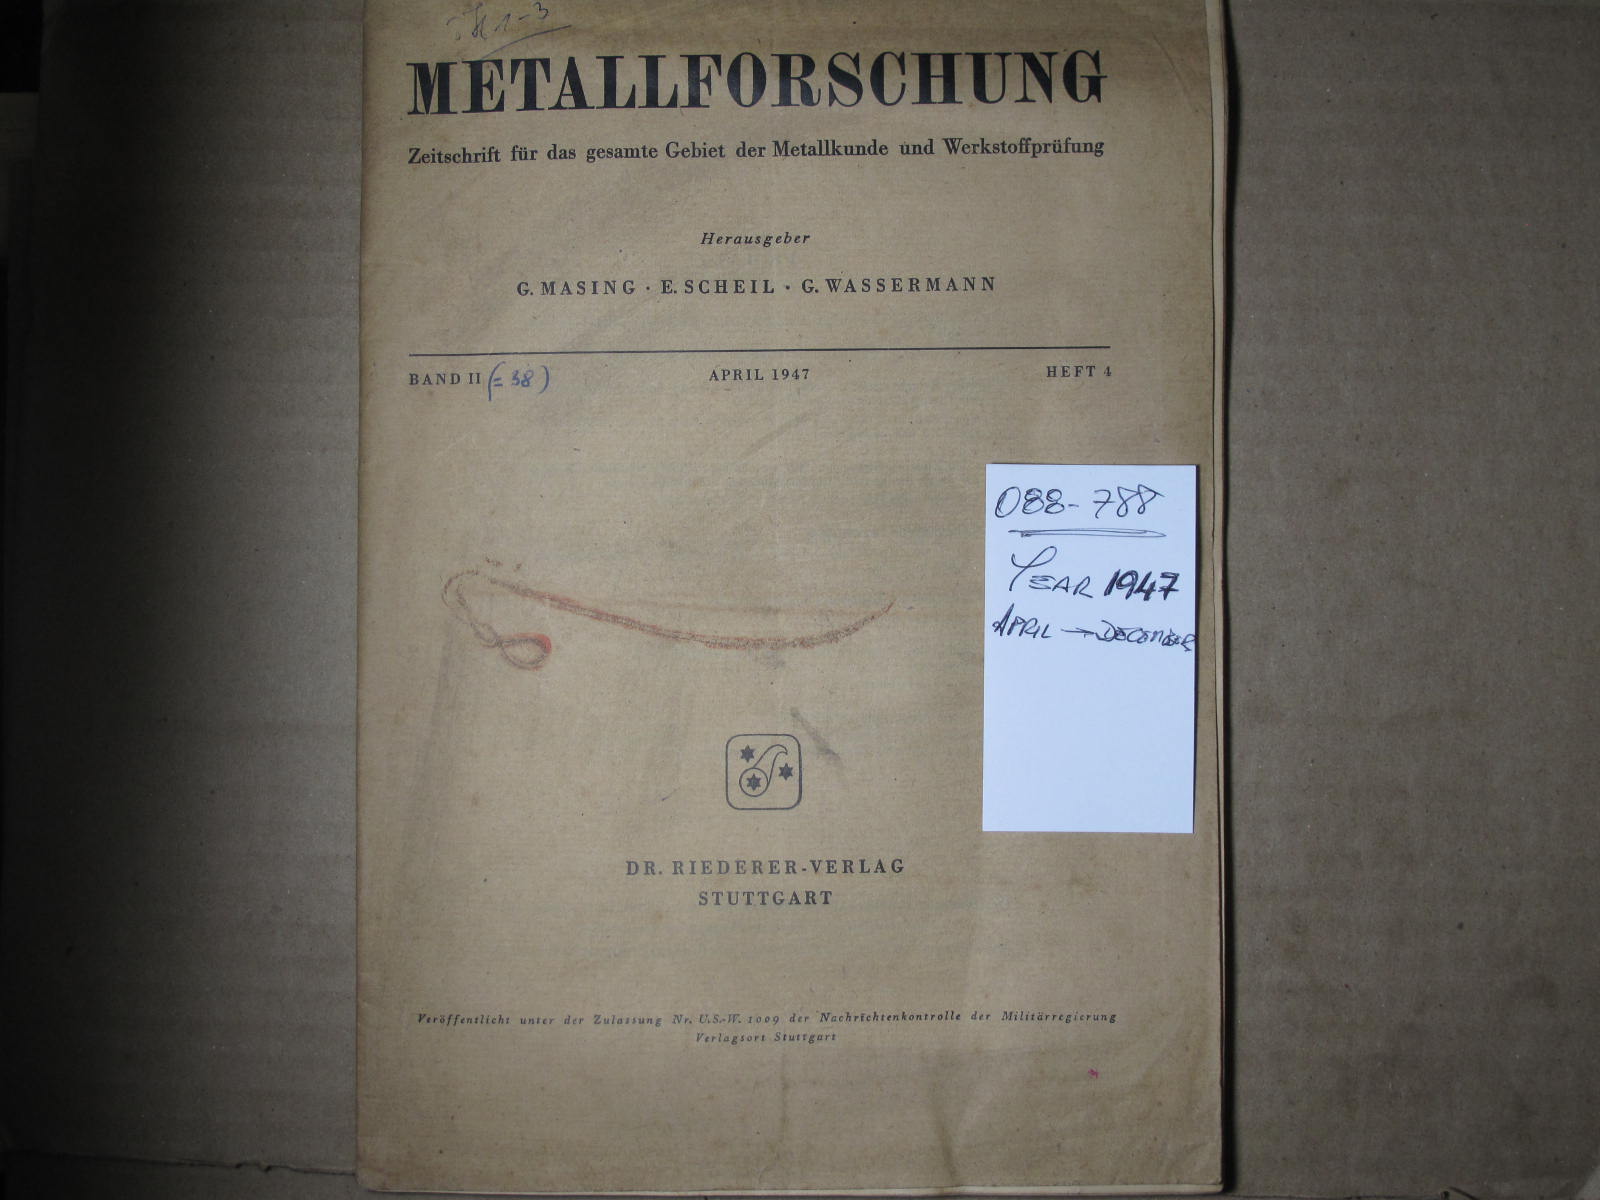 H 1-3
METALLFORSCHUNG
Zeitschrift für das gesamte Gebiet der Metallkunde und Werkstoffprüfung
Herausgeber
G. MASING · E. SCHEIL · G. WASSERMANN
BAND II (= 38) APRIL 1947 HEFT 4
088-788
YEAR 1947
APRIL → DECEMBER
DR. RIEDERER-VERLAG
STUTTGART
Veröffentlicht unter der Zulassung Nr. U.S.-W. 1009 der Nachrichtenkontrolle der Militärregierung
Verlagsort Stuttgart